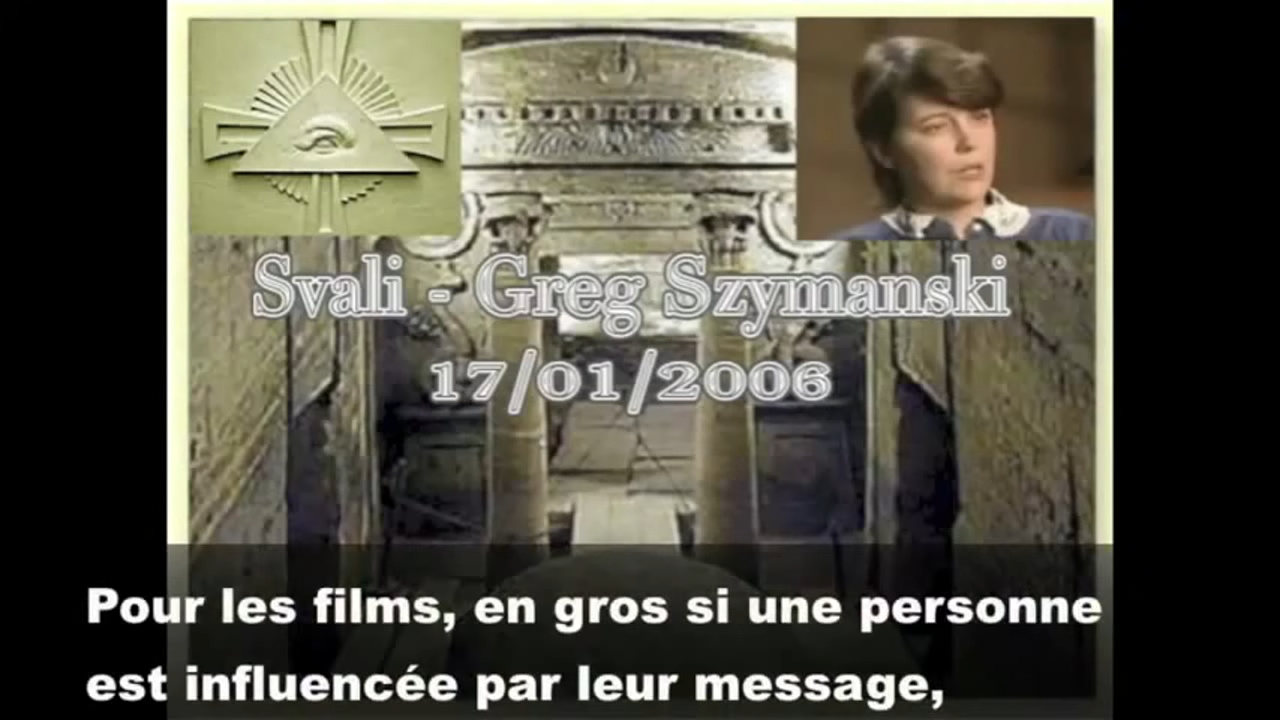 Svali - Greg Szymanski
17/01/2006
Pour les films, en gros si une personne
est influencée par leur message,